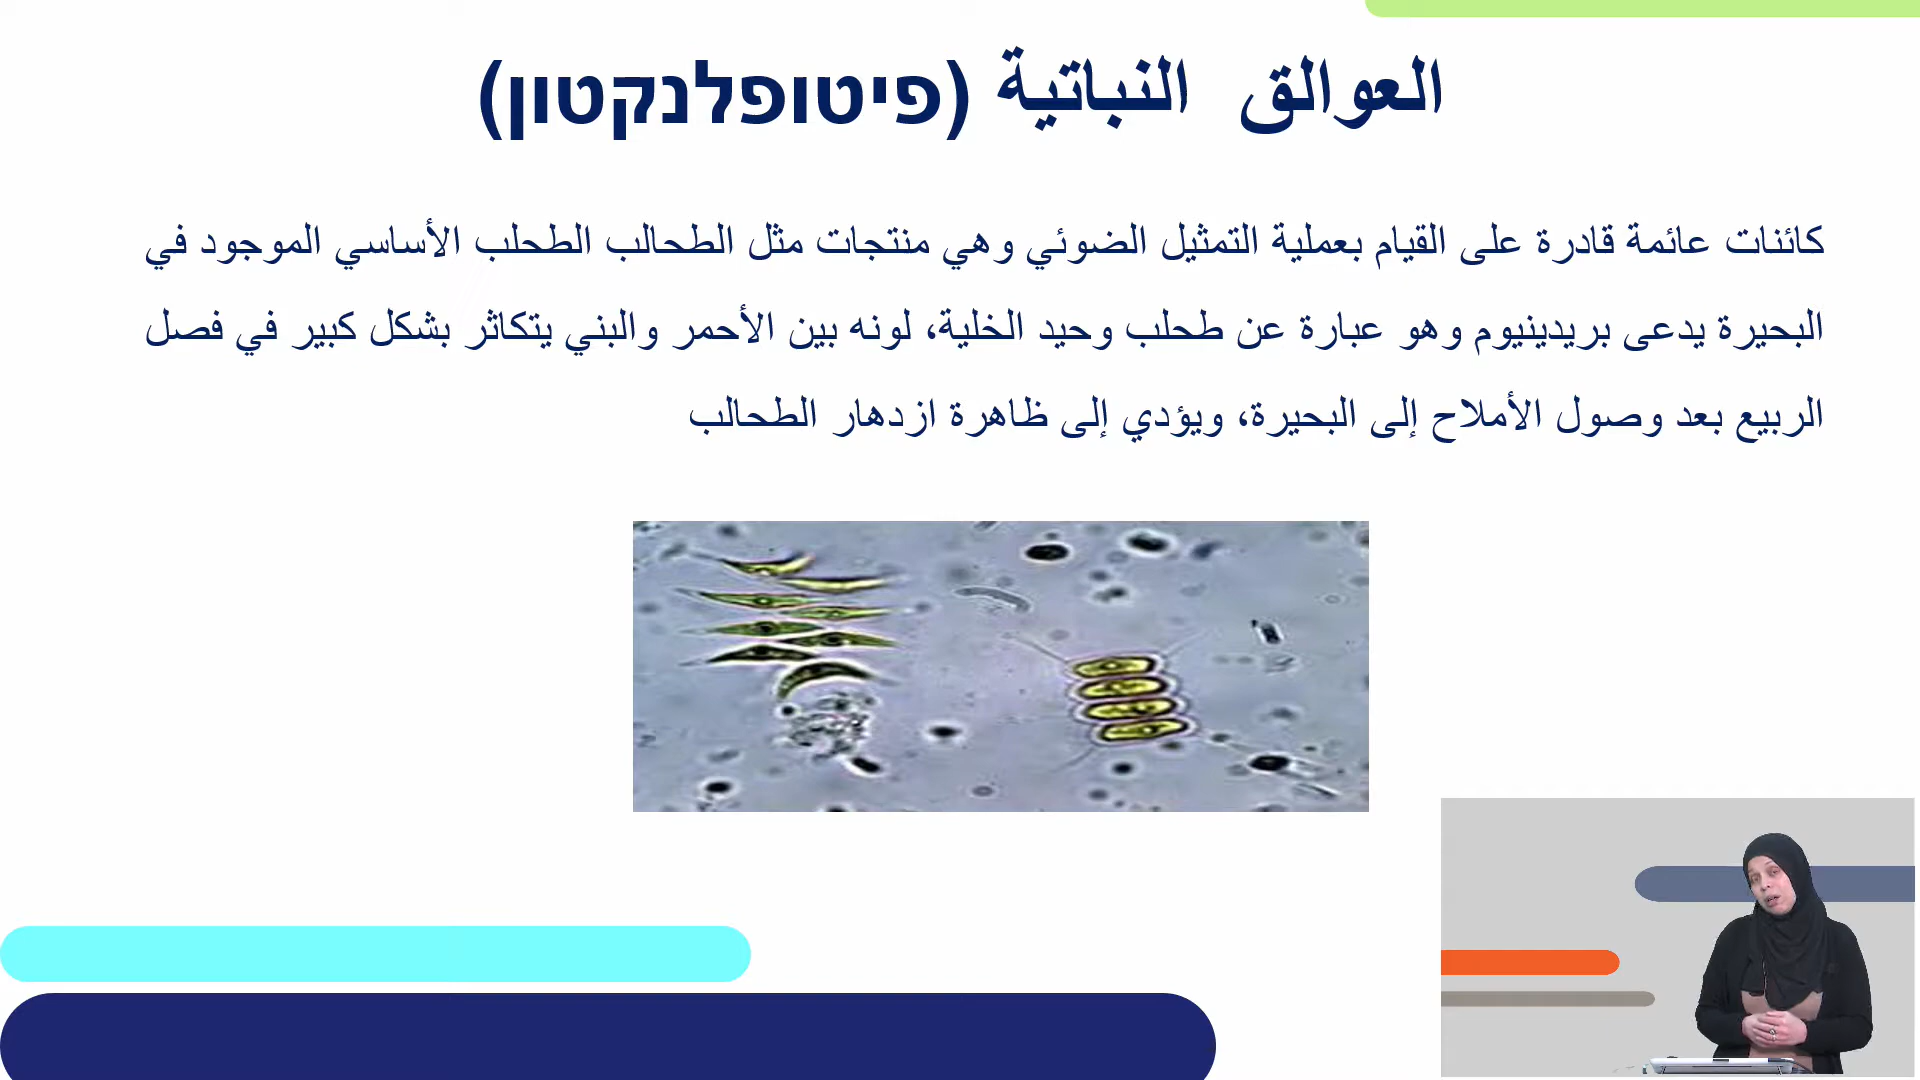 العوالق النباتية (פיטופלנקטון)
كائنات عائمة قادرة على القيام بعملية التمثيل الضوئي وهي منتجات مثل الطحالب الطحلب الأساسي الموجود في
البحيرة يدعى بريدينيوم وهو عبارة عن طحلب وحيد الخلية، لونه بين الأحمر والبني يتكاثر بشكل كبير في فصل
الربيع بعد وصول الأملاح إلى البحيرة، ويؤدي إلى ظاهرة ازدهار الطحالب